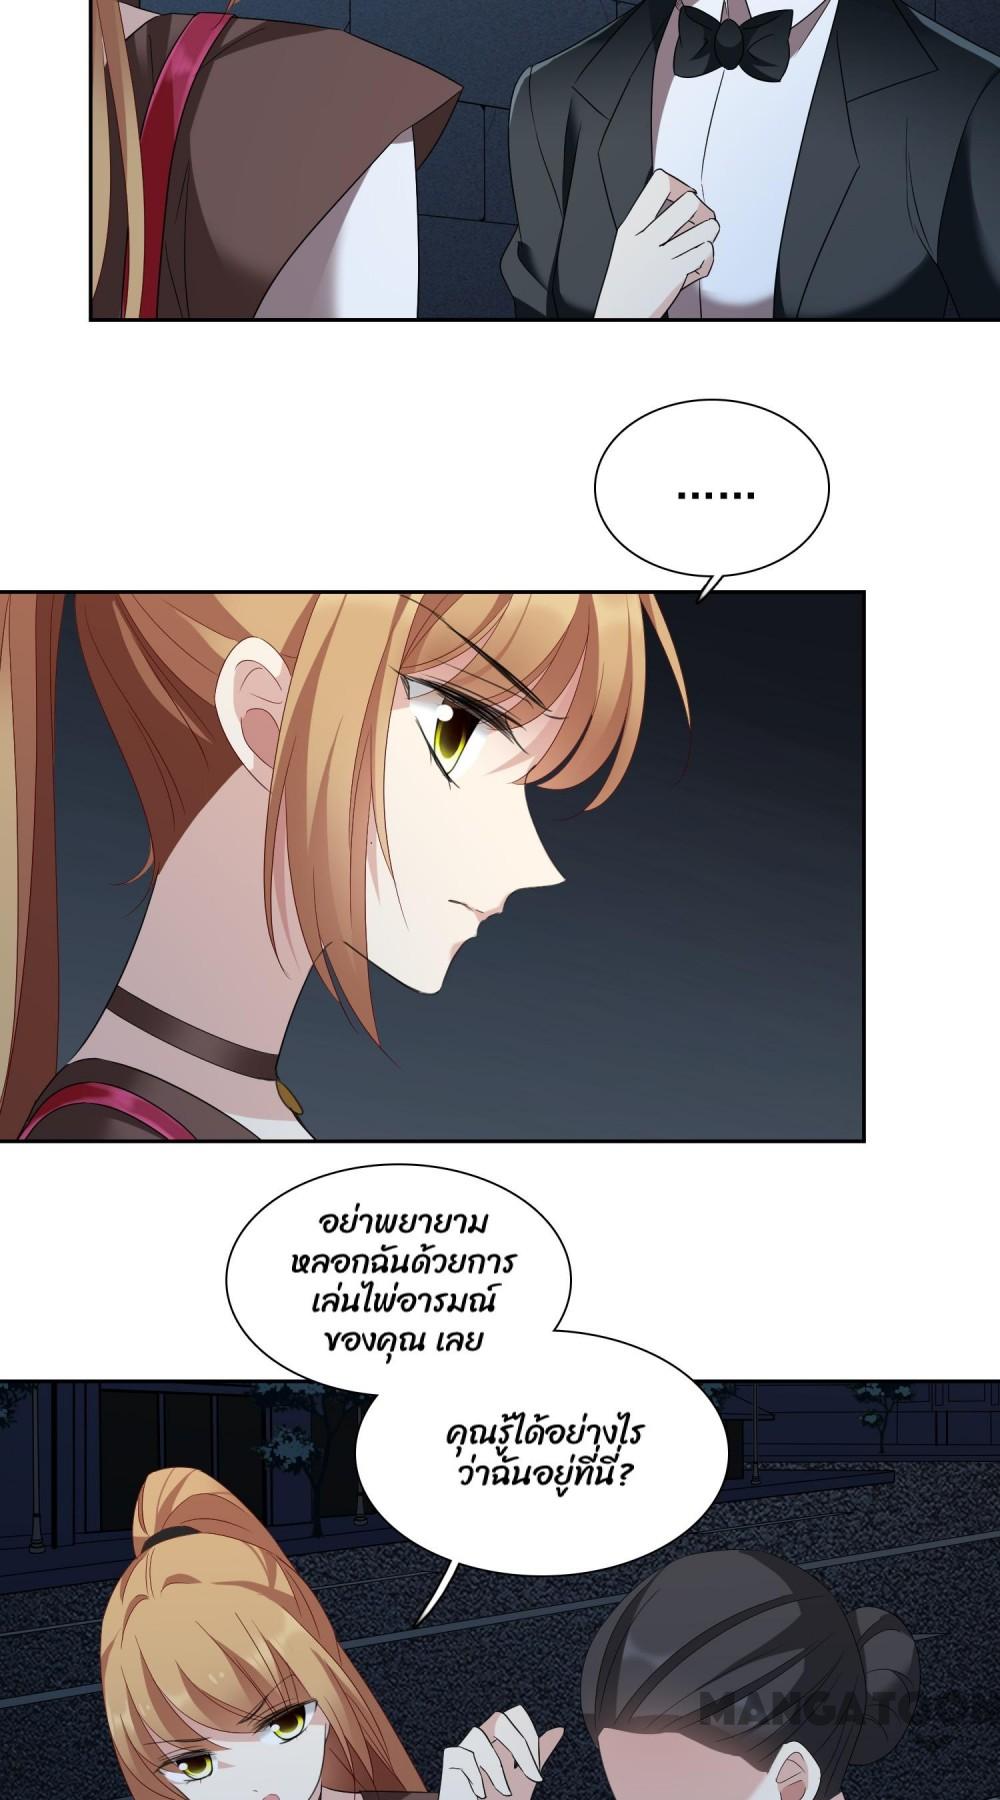 ......
อย่าพยายาม
หลอกฉันด้วยการ
เล่นไพ่อารมณ์
ของคุณ เลย
คุณรู้ได้อย่างไร
ว่าฉันอยู่ที่นี่?
MANGATOON